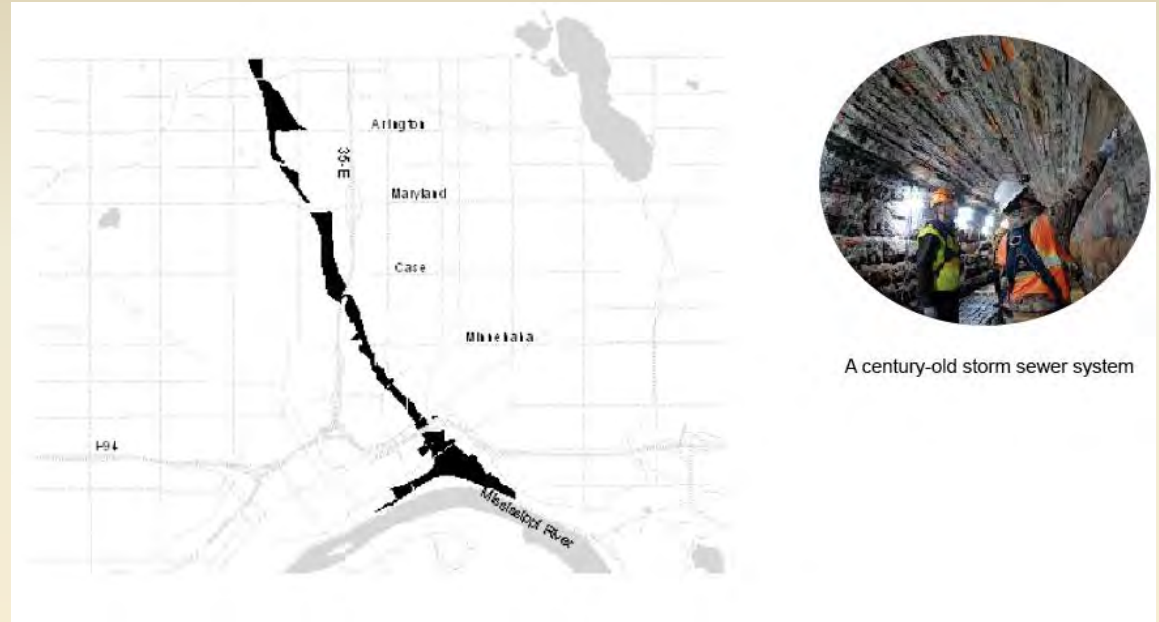 Arlington
35-E
Maryland
Case
Minnehaha
I-94
Mississippi River
A century-old storm sewer system